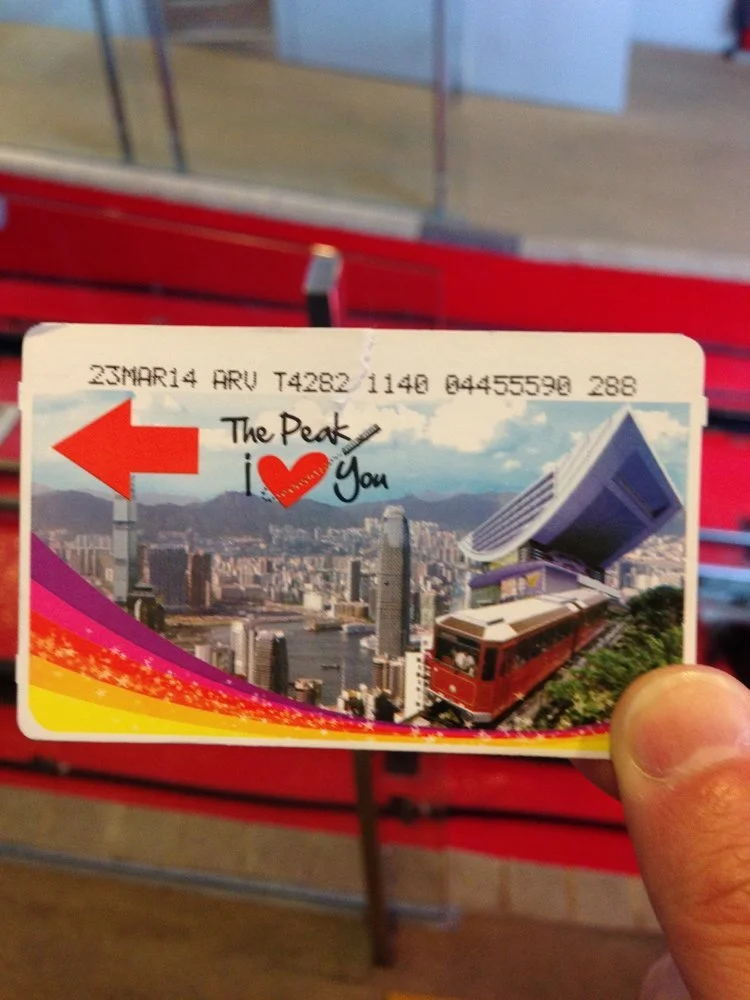 23MAR14 ARV T4282 1140 04455590 288
The Peak
i You